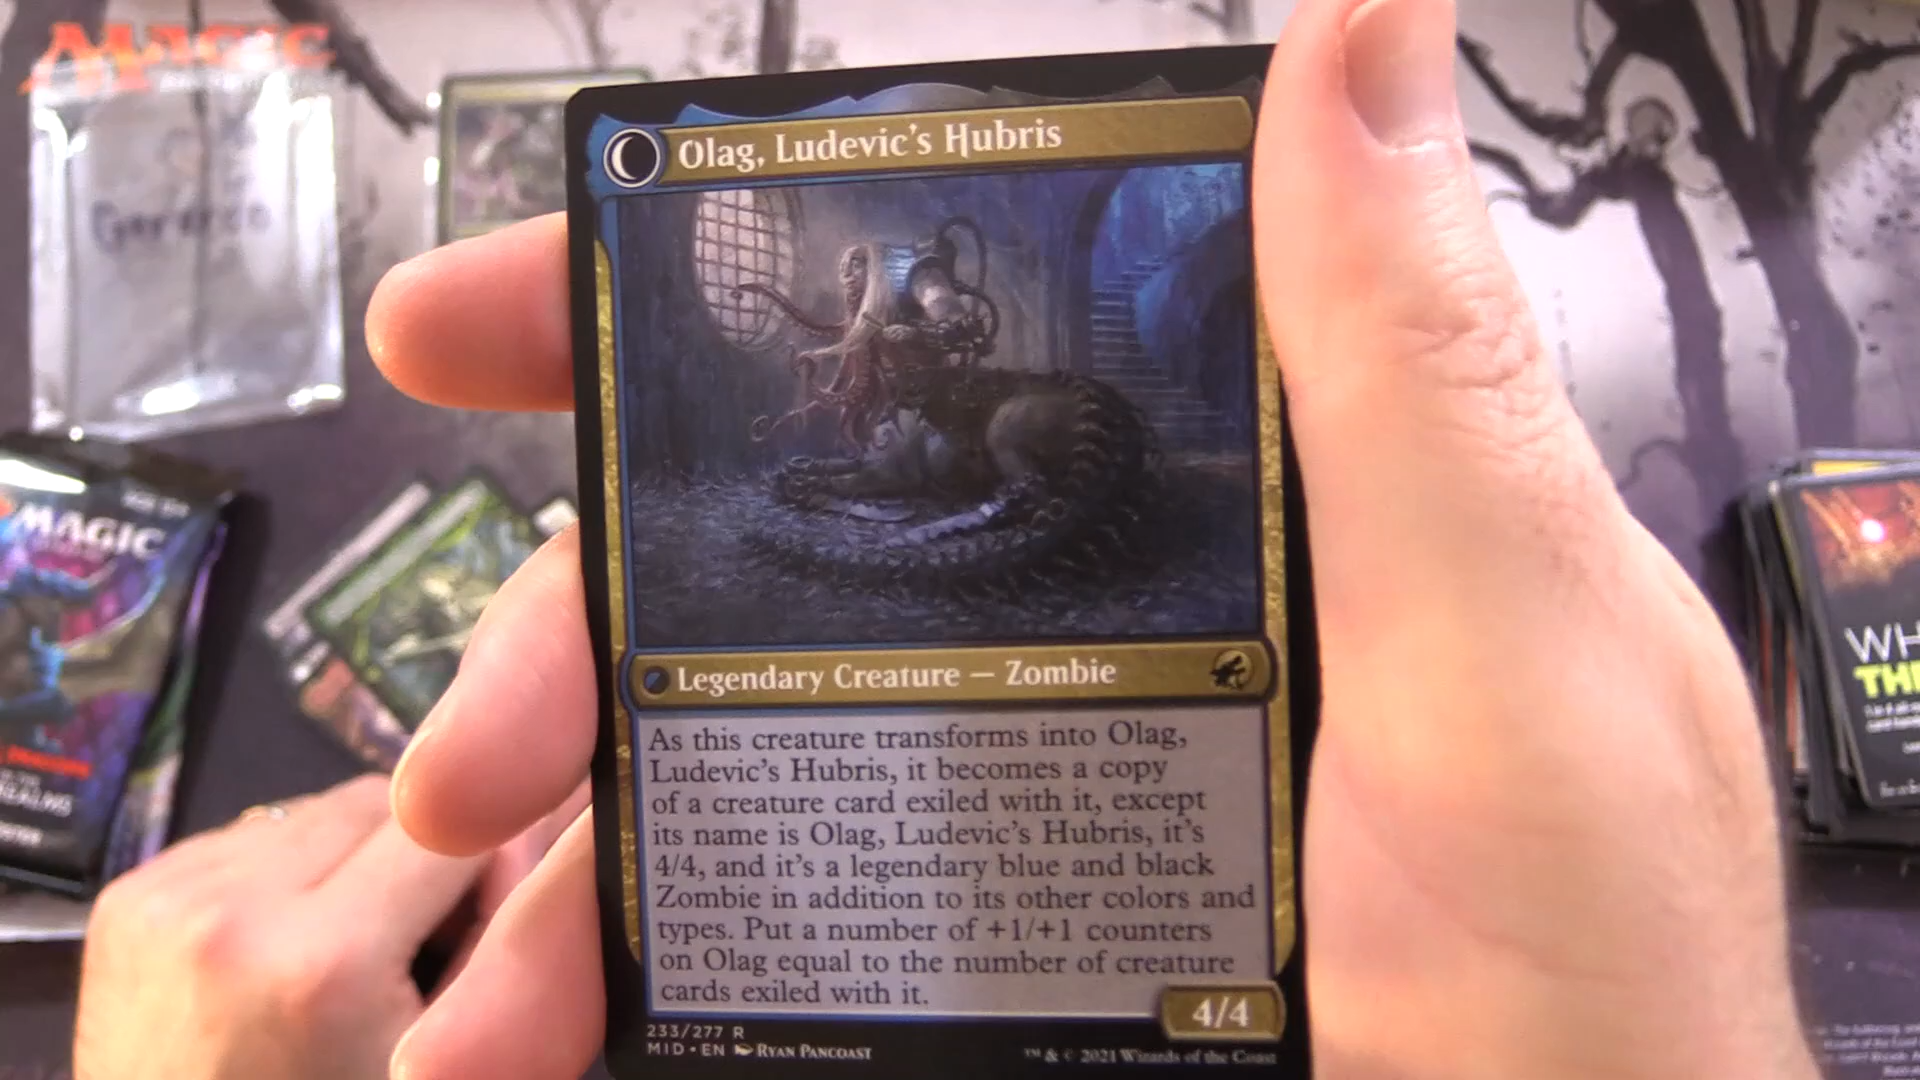 MAGIC
Olag, Ludevic's Hubris
Legendary Creature — Zombie
As this creature transforms into Olag,
Ludevic's Hubris, it becomes a copy
of a creature card exiled with it, except
its name is Olag, Ludevic's Hubris, it's
4/4, and it's a legendary blue and black
Zombie in addition to its other colors and
types. Put a number of +1/+1 counters
on Olag equal to the number of creature
cards exiled with it.
4/4
233/277 R
MID • EN RYAN PANCOAST
™ & © 2021 Wizards of the Coast
MAGIC
WH
THE